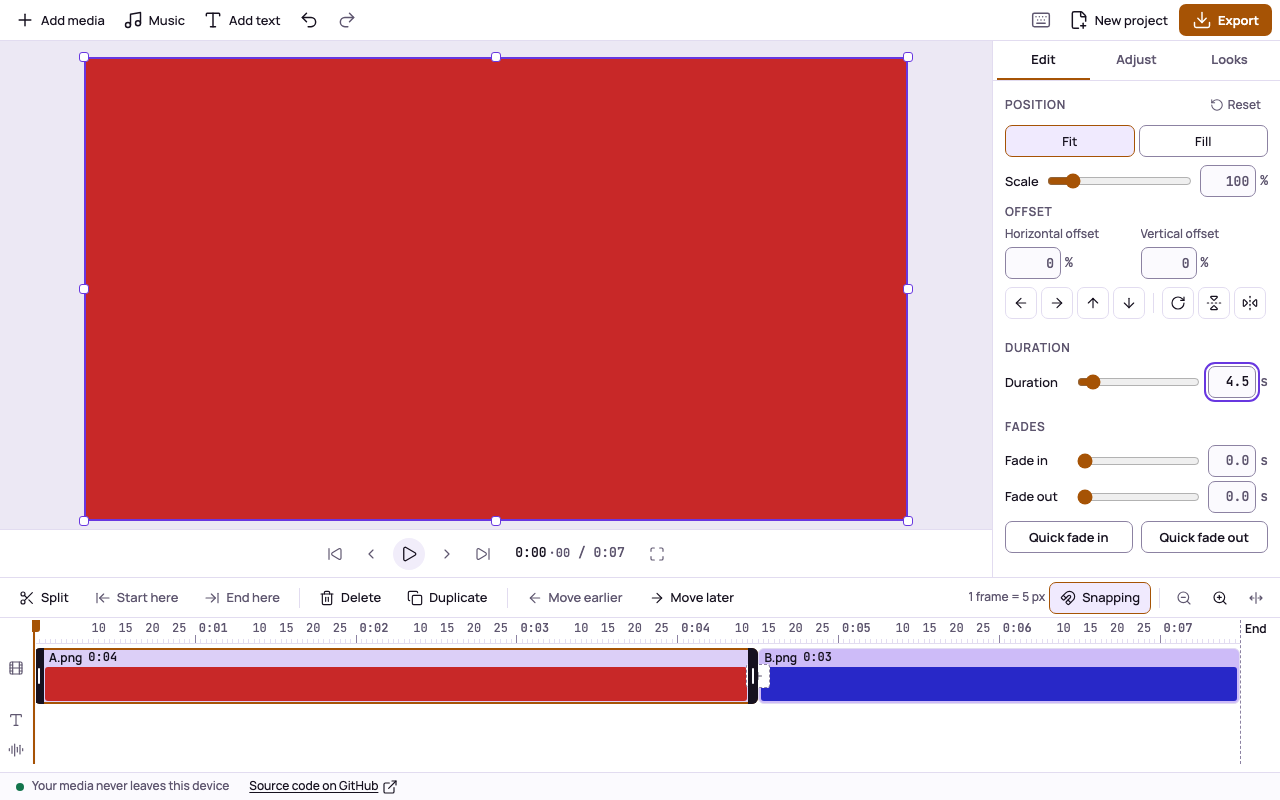 Add media Music Add text New project Export
Edit Adjust Looks
POSITION Reset
Fit Fill
Scale 100 %
OFFSET
Horizontal offset Vertical offset
0 % 0 %
DURATION
Duration 4.5 s
FADES
Fade in 0.0 s
Fade out 0.0 s
Quick fade in Quick fade out
0:00·00 / 0:07
Split Start here End here Delete Duplicate Move earlier Move later 1 frame = 5 px Snapping
10 15 20 25 0:01 10 15 20 25 0:02 10 15 20 25 0:03 10 15 20 25 0:04 10 15 20 25 0:05 10 15 20 25 0:06 10 15 20 25 0:07 End
A.png 0:04 B.png 0:03
Your media never leaves this device Source code on GitHub